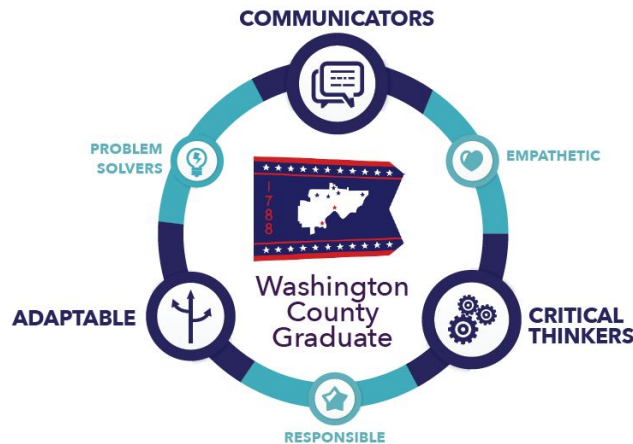 COMMUNICATORS
PROBLEM
SOLVERS
EMPATHETIC
1788
Washington
County
Graduate
ADAPTABLE
CRITICAL
THINKERS
RESPONSIBLE